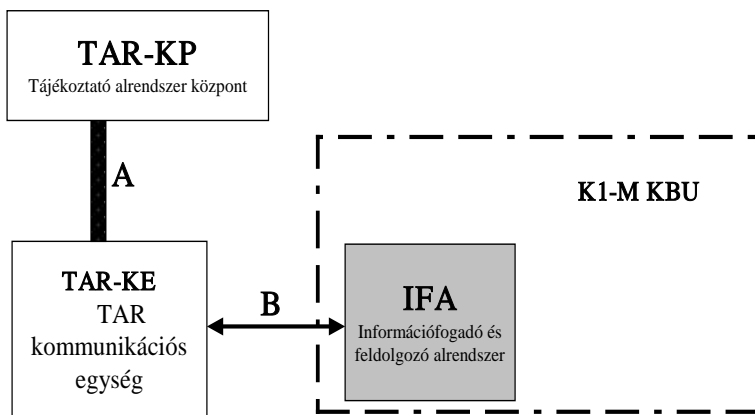 TAR-KP
Tájékoztató alrendszer központ
A
K1-M KBU
TAR-KE
TAR
kommunikációs
egység
B
IFA
Információfogadó és
feldolgozó alrendszer